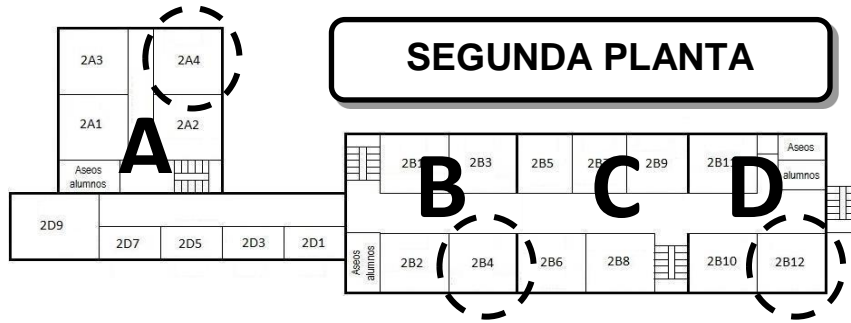 SEGUNDA PLANTA
2A3
2A4
2A1
2A2
A
Aseos
alumnos
2D9
2D7
2D5
2D3
2D1
2B3
2B5
2B9
Aseos
alumnos
B
C
D
Aseos
alumnos
2B2
2B4
2B6
2B8
2B10
2B12